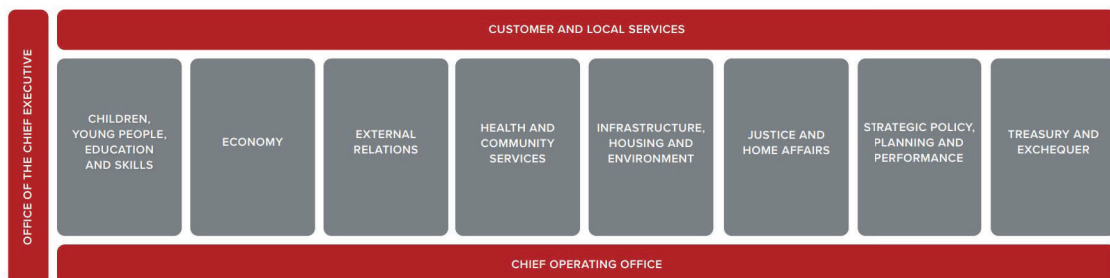 OFFICE OF THE CHIEF EXECUTIVE
CUSTOMER AND LOCAL SERVICES
CHILDREN,
YOUNG PEOPLE,
EDUCATION
AND SKILLS
ECONOMY
EXTERNAL
RELATIONS
HEALTH AND
COMMUNITY
SERVICES
INFRASTRUCTURE,
HOUSING AND
ENVIRONMENT
JUSTICE AND
HOME AFFAIRS
STRATEGIC POLICY,
PLANNING AND
PERFORMANCE
TREASURY AND
EXCHEQUER
CHIEF OPERATING OFFICE